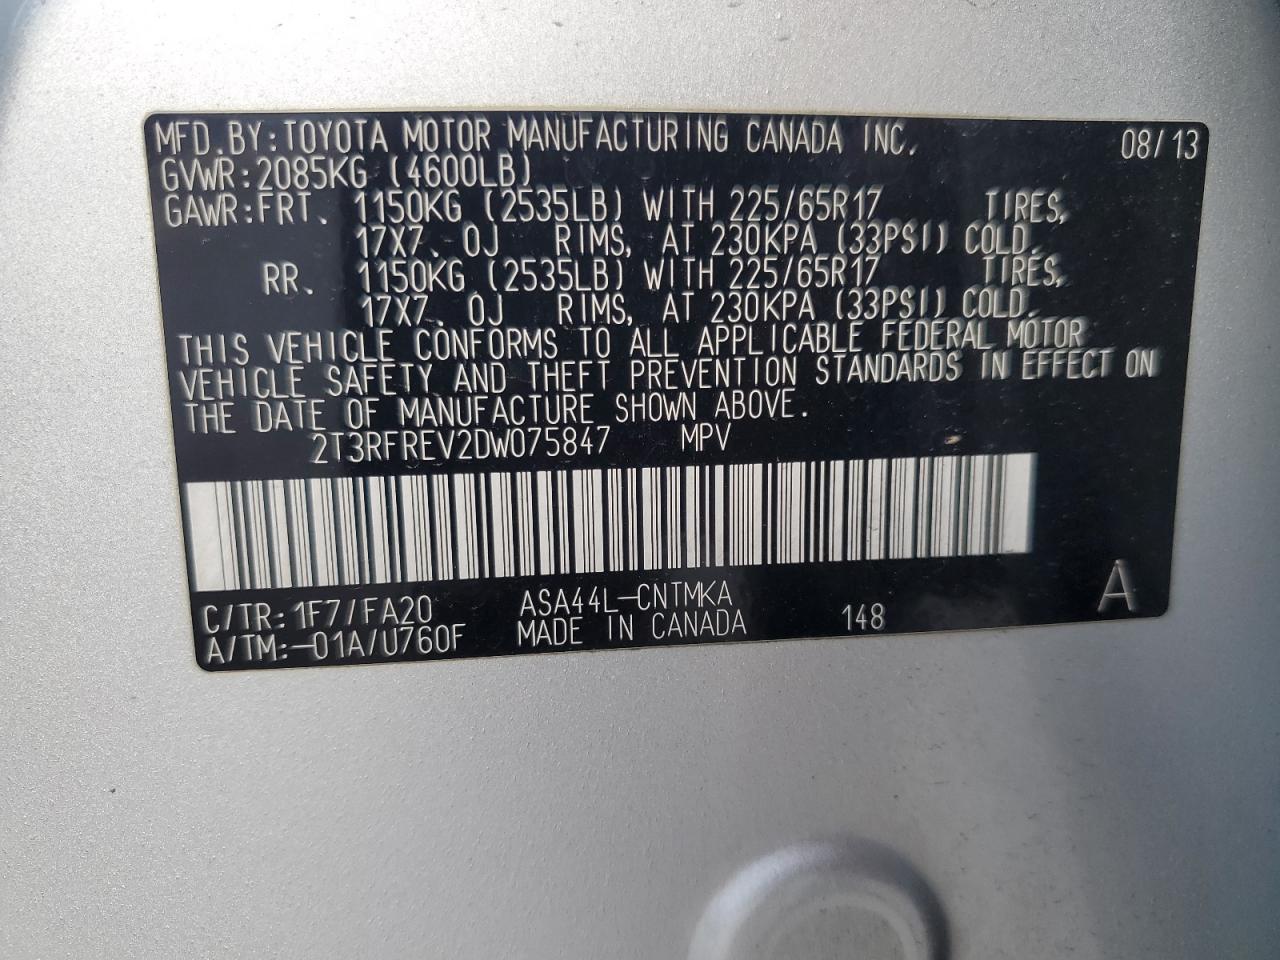 MFD.BY:TOYOTA MOTOR MANUFACTURING CANADA INC. 08/13
GVWR:2085KG (4600LB)
GAWR:FRT. 1150KG (2535LB) WITH 225/65R17 TIRES,
17X7.0J RIMS, AT 230KPA (33PSI) COLD.
RR. 1150KG (2535LB) WITH 225/65R17 TIRES,
17X7.0J RIMS, AT 230KPA (33PSI) COLD.
THIS VEHICLE CONFORMS TO ALL APPLICABLE FEDERAL MOTOR
VEHICLE SAFETY AND THEFT PREVENTION STANDARDS IN EFFECT ON
THE DATE OF MANUFACTURE SHOWN ABOVE.
2T3RFREV2DW075847 MPV
C/TR:1F7/FA20 ASA44L-CNTMKA A
A/TM:-01A/U760F MADE IN CANADA 148